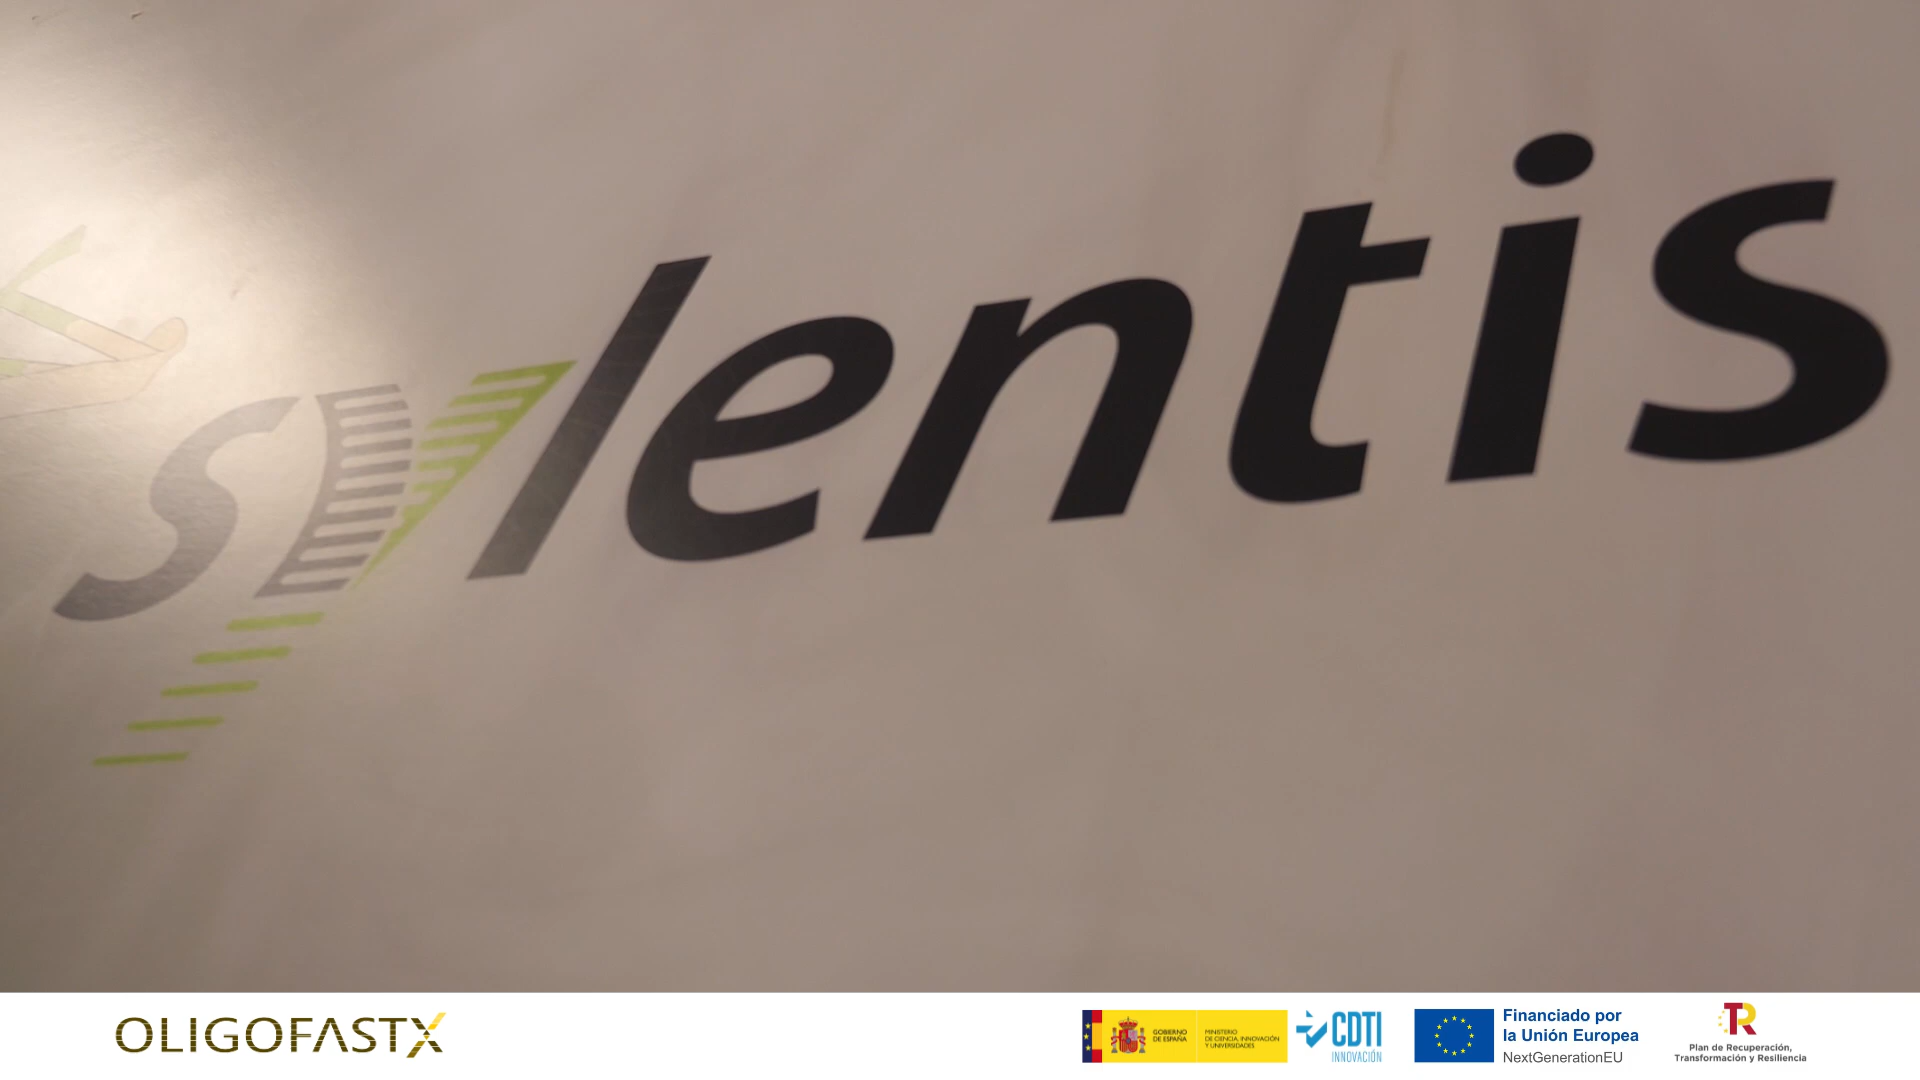 sylentis
OLIGOFASTX
GOBIERNO
DE ESPAÑA
MINISTERIO
DE CIENCIA, INNOVACIÓN
Y UNIVERSIDADES
CDTI
INNOVACIÓN
Financiado por
la Unión Europea
NextGenerationEU
TR
Plan de Recuperación,
Transformación y Resiliencia